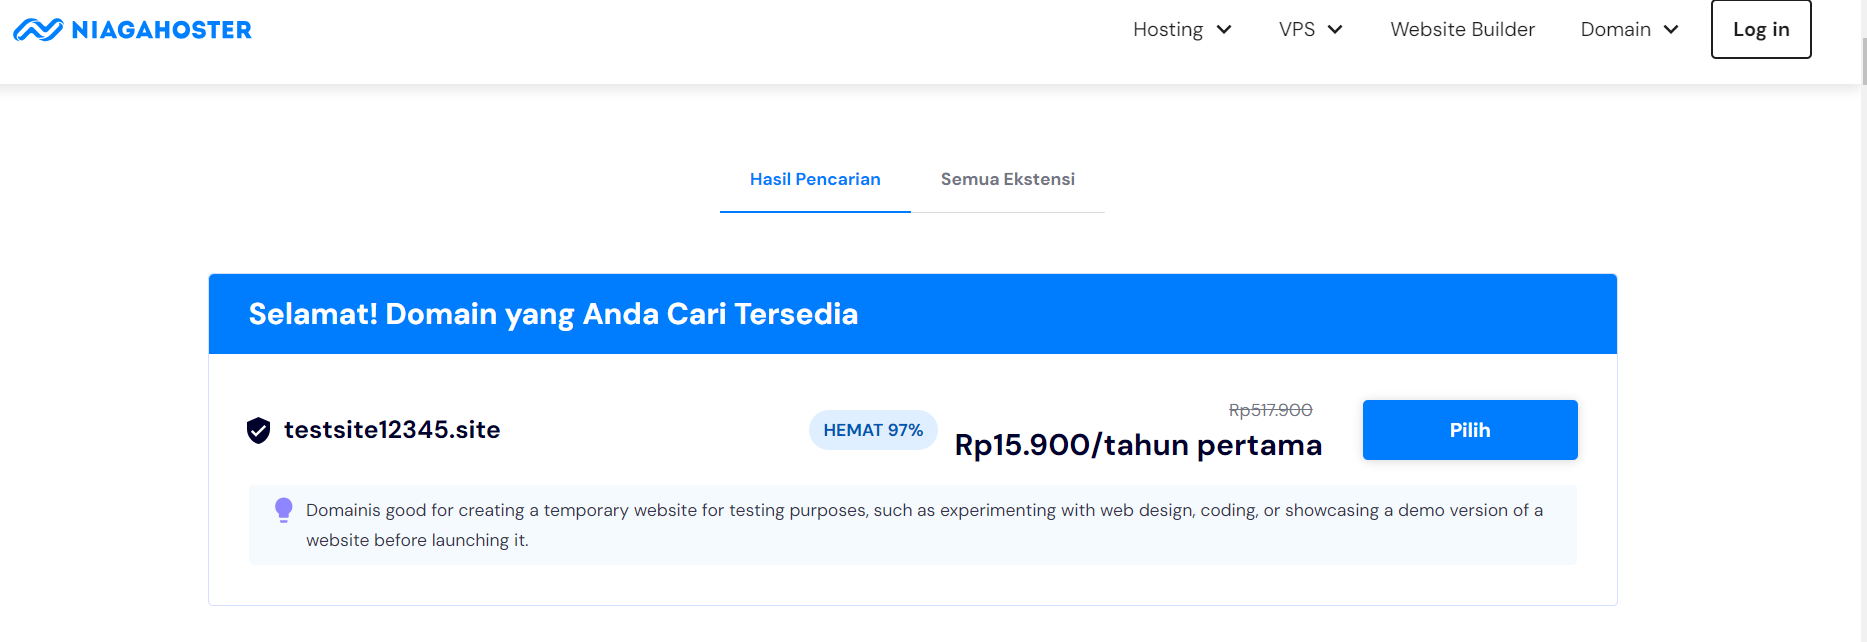 NIAGAHOSTER
Hosting
VPS
Website Builder
Domain
Log in
Hasil Pencarian
Semua Ekstensi
Selamat! Domain yang Anda Cari Tersedia
testsite12345.site
HEMAT 97%
Rp517.900
Rp15.900/tahun pertama
Pilih
Domainis good for creating a temporary website for testing purposes, such as experimenting with web design, coding, or showcasing a demo version of a
website before launching it.